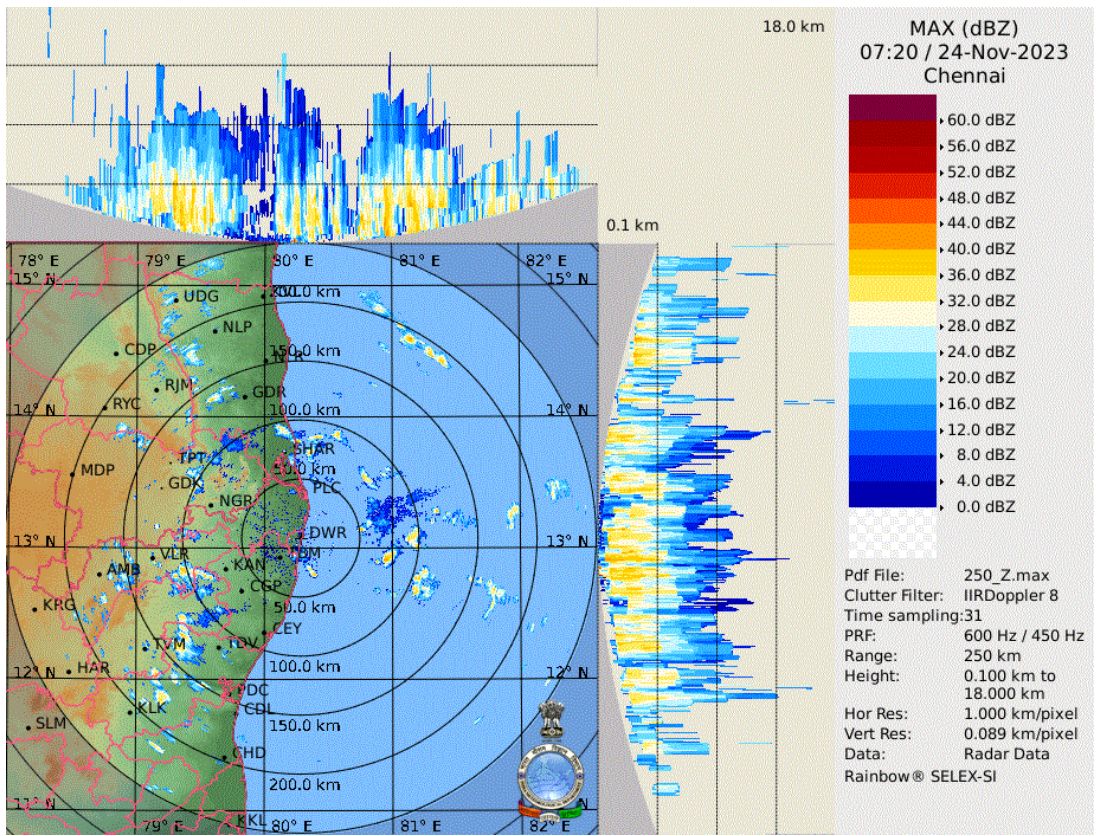 18.0 km
0.1 km
MAX (dBZ)
07:20 / 24-Nov-2023
Chennai
60.0 dBZ
56.0 dBZ
52.0 dBZ
48.0 dBZ
44.0 dBZ
40.0 dBZ
36.0 dBZ
32.0 dBZ
28.0 dBZ
24.0 dBZ
20.0 dBZ
16.0 dBZ
12.0 dBZ
8.0 dBZ
4.0 dBZ
0.0 dBZ
Pdf File: 250_Z.max
Clutter Filter: IIRDoppler 8
Time sampling:31
PRF: 600 Hz / 450 Hz
Range: 250 km
Height: 0.100 km to
18.000 km
Hor Res: 1.000 km/pixel
Vert Res: 0.089 km/pixel
Data: Radar Data
Rainbow® SELEX-SI
78° E 79° E 80° E 81° E 82° E
15° N 15° N
UDG
200.0 km
NLP
150.0 km
CDP
RJM
GDR
RYC
100.0 km
14° N 14° N
SHAR
TPT
50.0 km
MDP
GDK
PLC
NGR
DWR
13° N 13° N
VLR
KAN
AMB
CGP
KPG
50.0 km
CEY
TVM
TDV
100.0 km
HAR
12° N 12° N
PDC
KLK
CDL
SLM
150.0 km
CHD
200.0 km
11° N 11° N
KKL
79° E 80° E 81° E 82° E